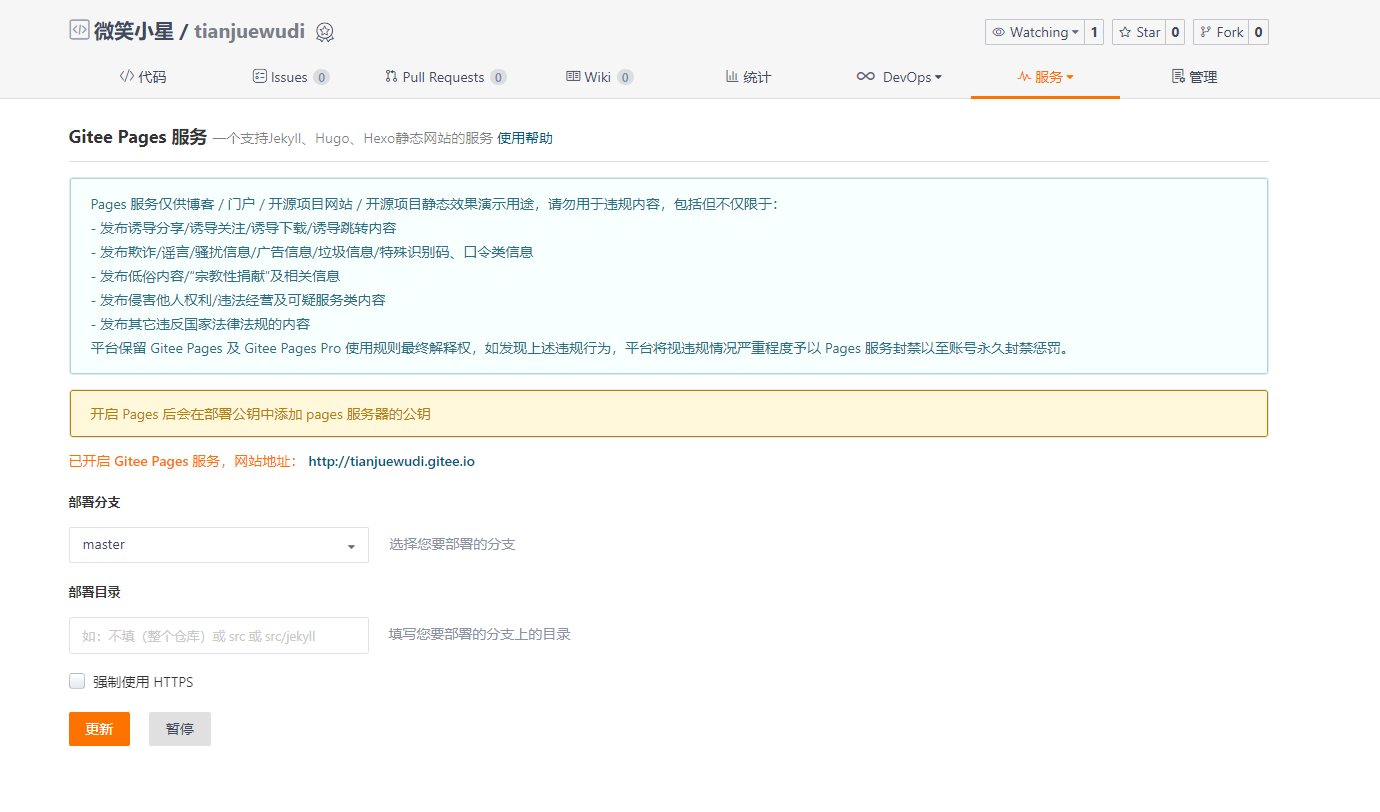 微笑小星 / tianjuewudi
Watching 1 Star 0 Fork 0
代码 Issues 0 Pull Requests 0 Wiki 0 统计 DevOps 服务 管理
Gitee Pages 服务 一个支持Jekyll、Hugo、Hexo静态网站的服务 使用帮助
Pages 服务仅供博客 / 门户 / 开源项目网站 / 开源项目静态效果演示用途，请勿用于违规内容，包括但不仅限于：
- 发布诱导分享/诱导关注/诱导下载/诱导跳转内容
- 发布欺诈/谣言/骚扰信息/广告信息/垃圾信息/特殊识别码、口令类信息
- 发布低俗内容/“宗教性捐献”及相关信息
- 发布侵害他人权利/违法经营及可疑服务类内容
- 发布其它违反国家法律法规的内容
平台保留 Gitee Pages 及 Gitee Pages Pro 使用规则最终解释权，如发现上述违规行为，平台将视违规情况严重程度予以 Pages 服务封禁以至账号永久封禁惩罚。
开启 Pages 后会在部署公钥中添加 pages 服务器的公钥
已开启 Gitee Pages 服务，网站地址： http://tianjuewudi.gitee.io
部署分支
master 选择您要部署的分支
部署目录
如：不填（整个仓库）或 src 或 src/jekyll 填写您要部署的分支上的目录
强制使用 HTTPS
更新 暂停